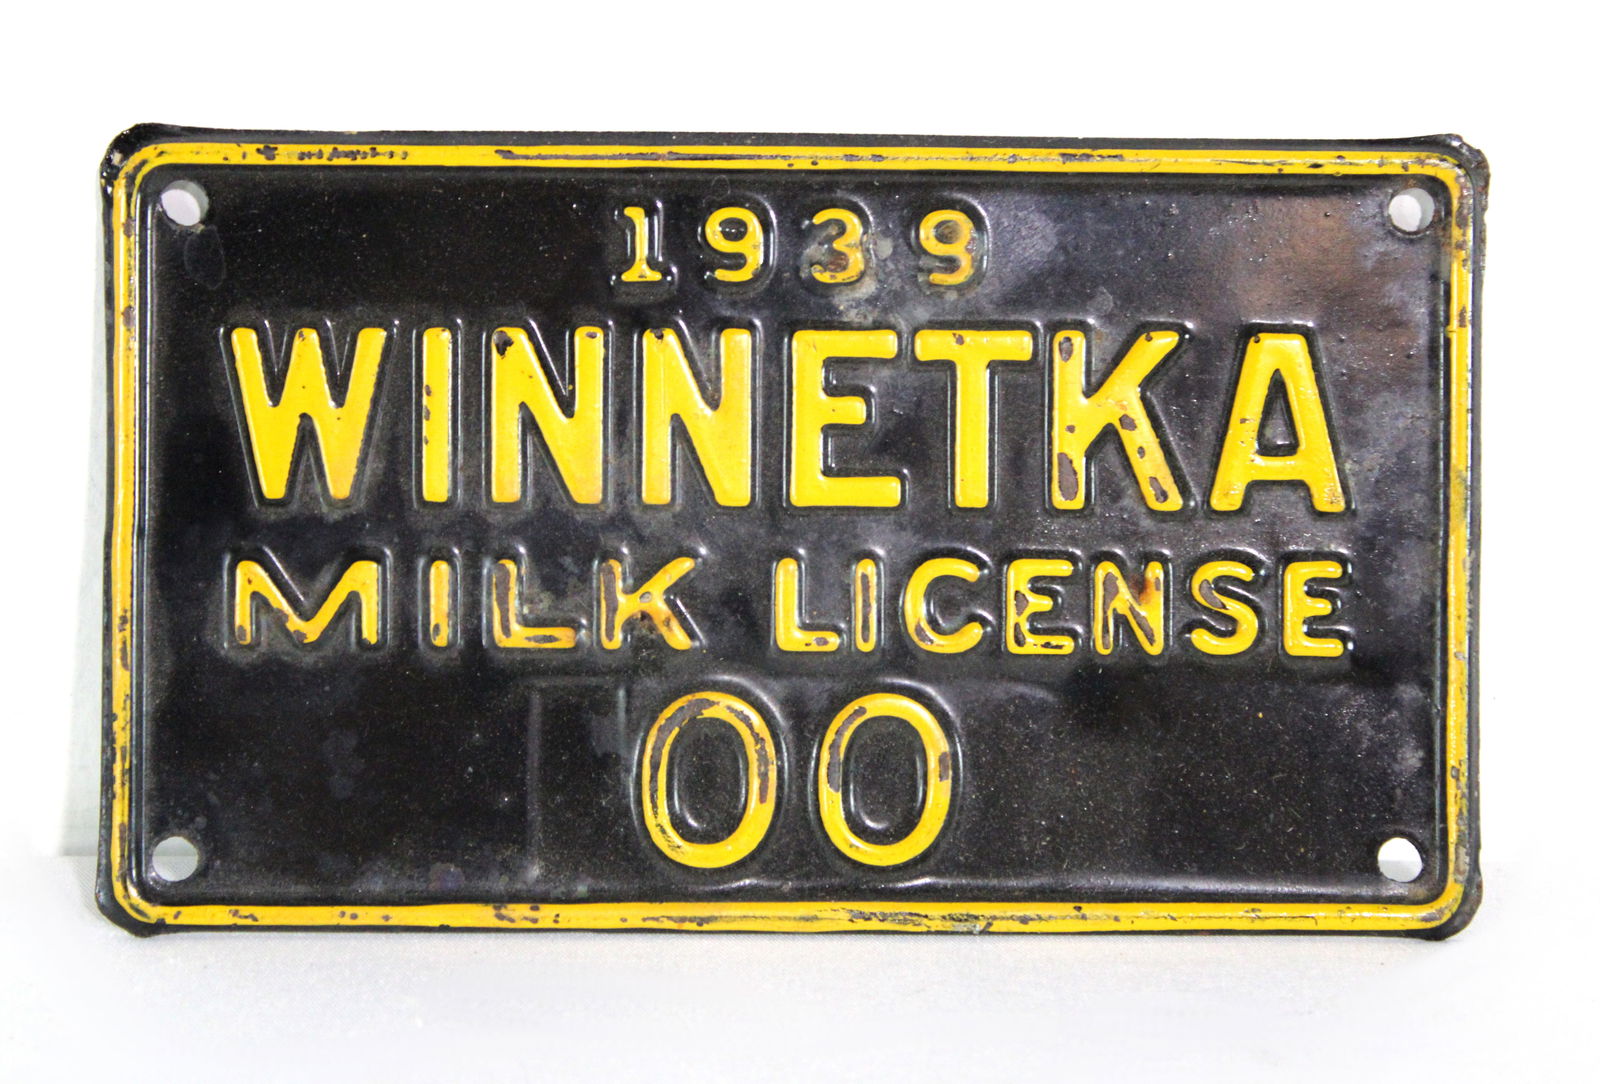 1939
WINNETKA
MILK LICENSE
00